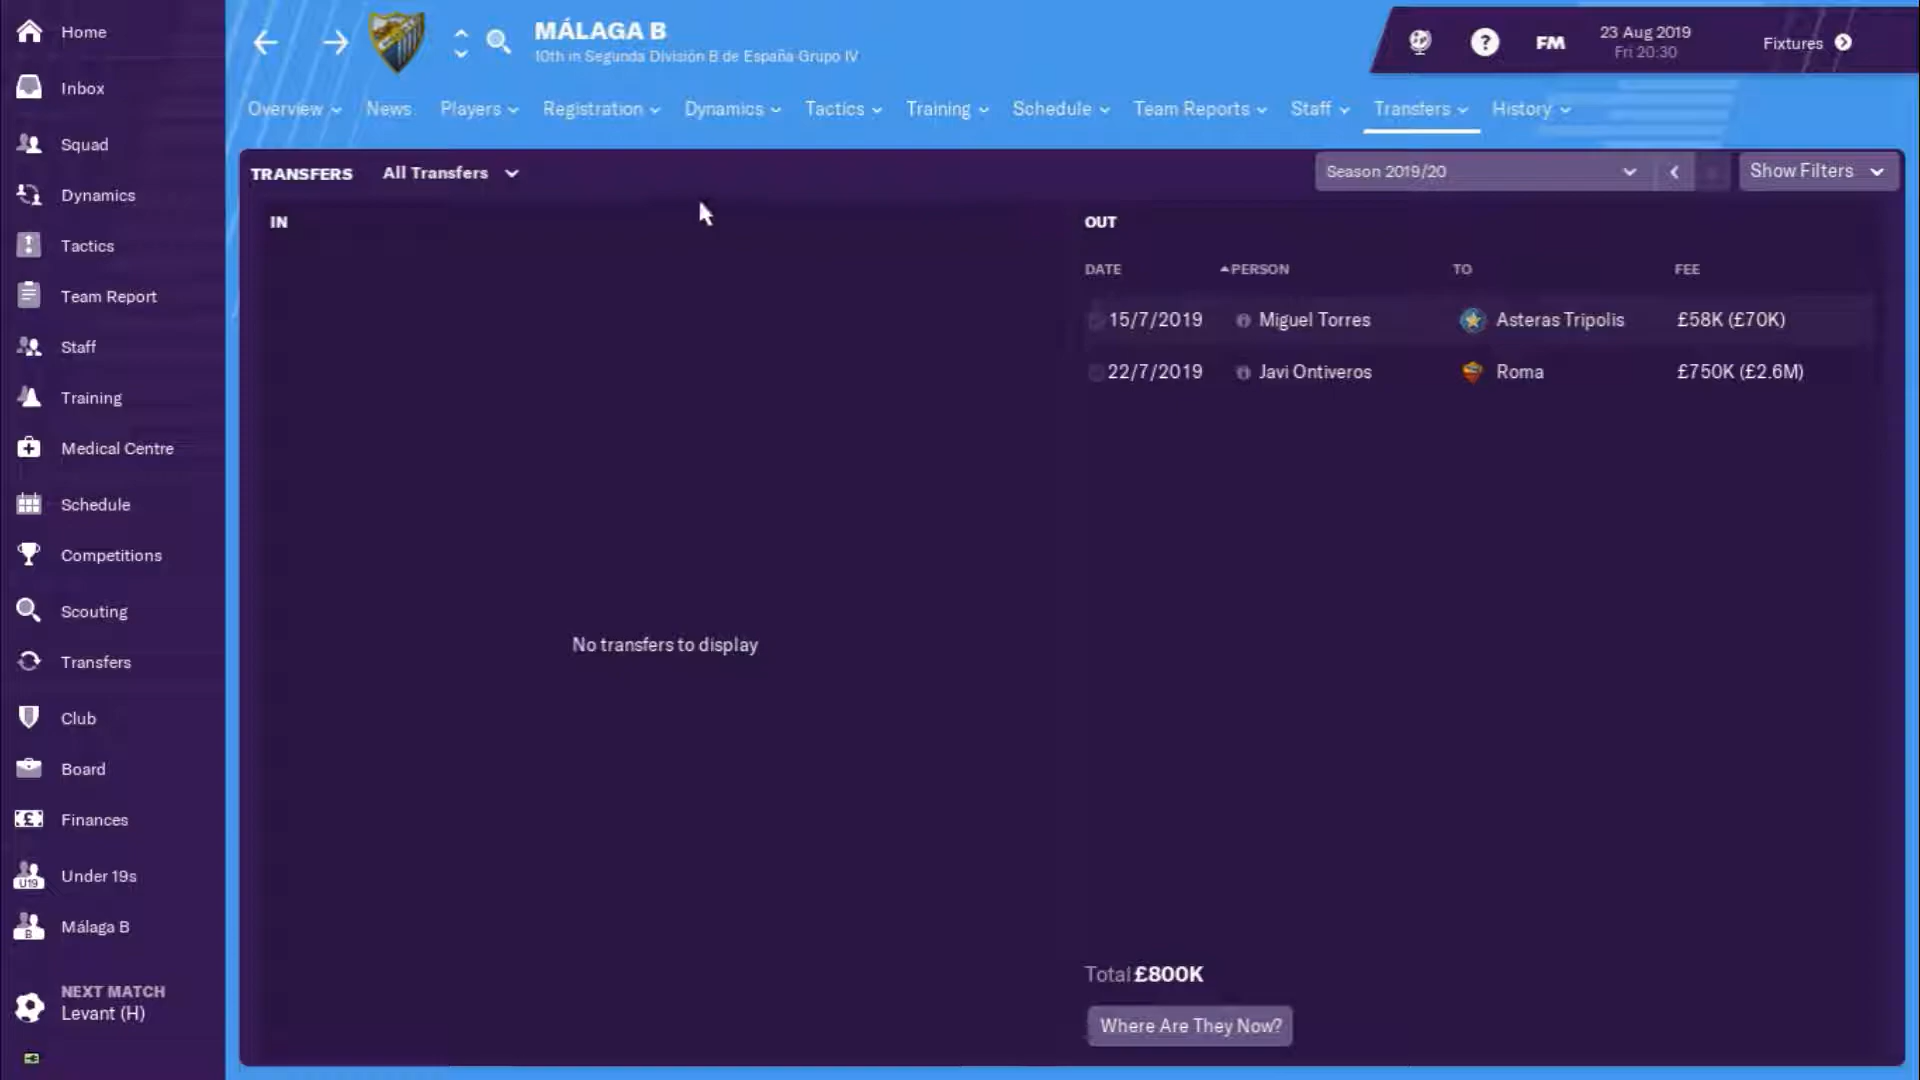 Home
Inbox
Squad
Dynamics
Tactics
Team Report
Staff
Training
Medical Centre
Schedule
Competitions
Scouting
Transfers
Club
Board
Finances
U19
Under 19s
B
Málaga B
NEXT MATCH
Levant (H)
MÁLAGA B
10th in Segunda División B de España Grupo IV
? FM
23 Aug 2019
Fri 20:30
Fixtures
Overview News Players Registration Dynamics Tactics Training Schedule Team Reports Staff Transfers History
TRANSFERS All Transfers
Season 2019/20
Show Filters
IN
No transfers to display
OUT
DATE PERSON TO FEE
15/7/2019 Miguel Torres Asteras Tripolis £58K (£70K)
22/7/2019 Javi Ontiveros Roma £750K (£2.6M)
Total £800K
Where Are They Now?